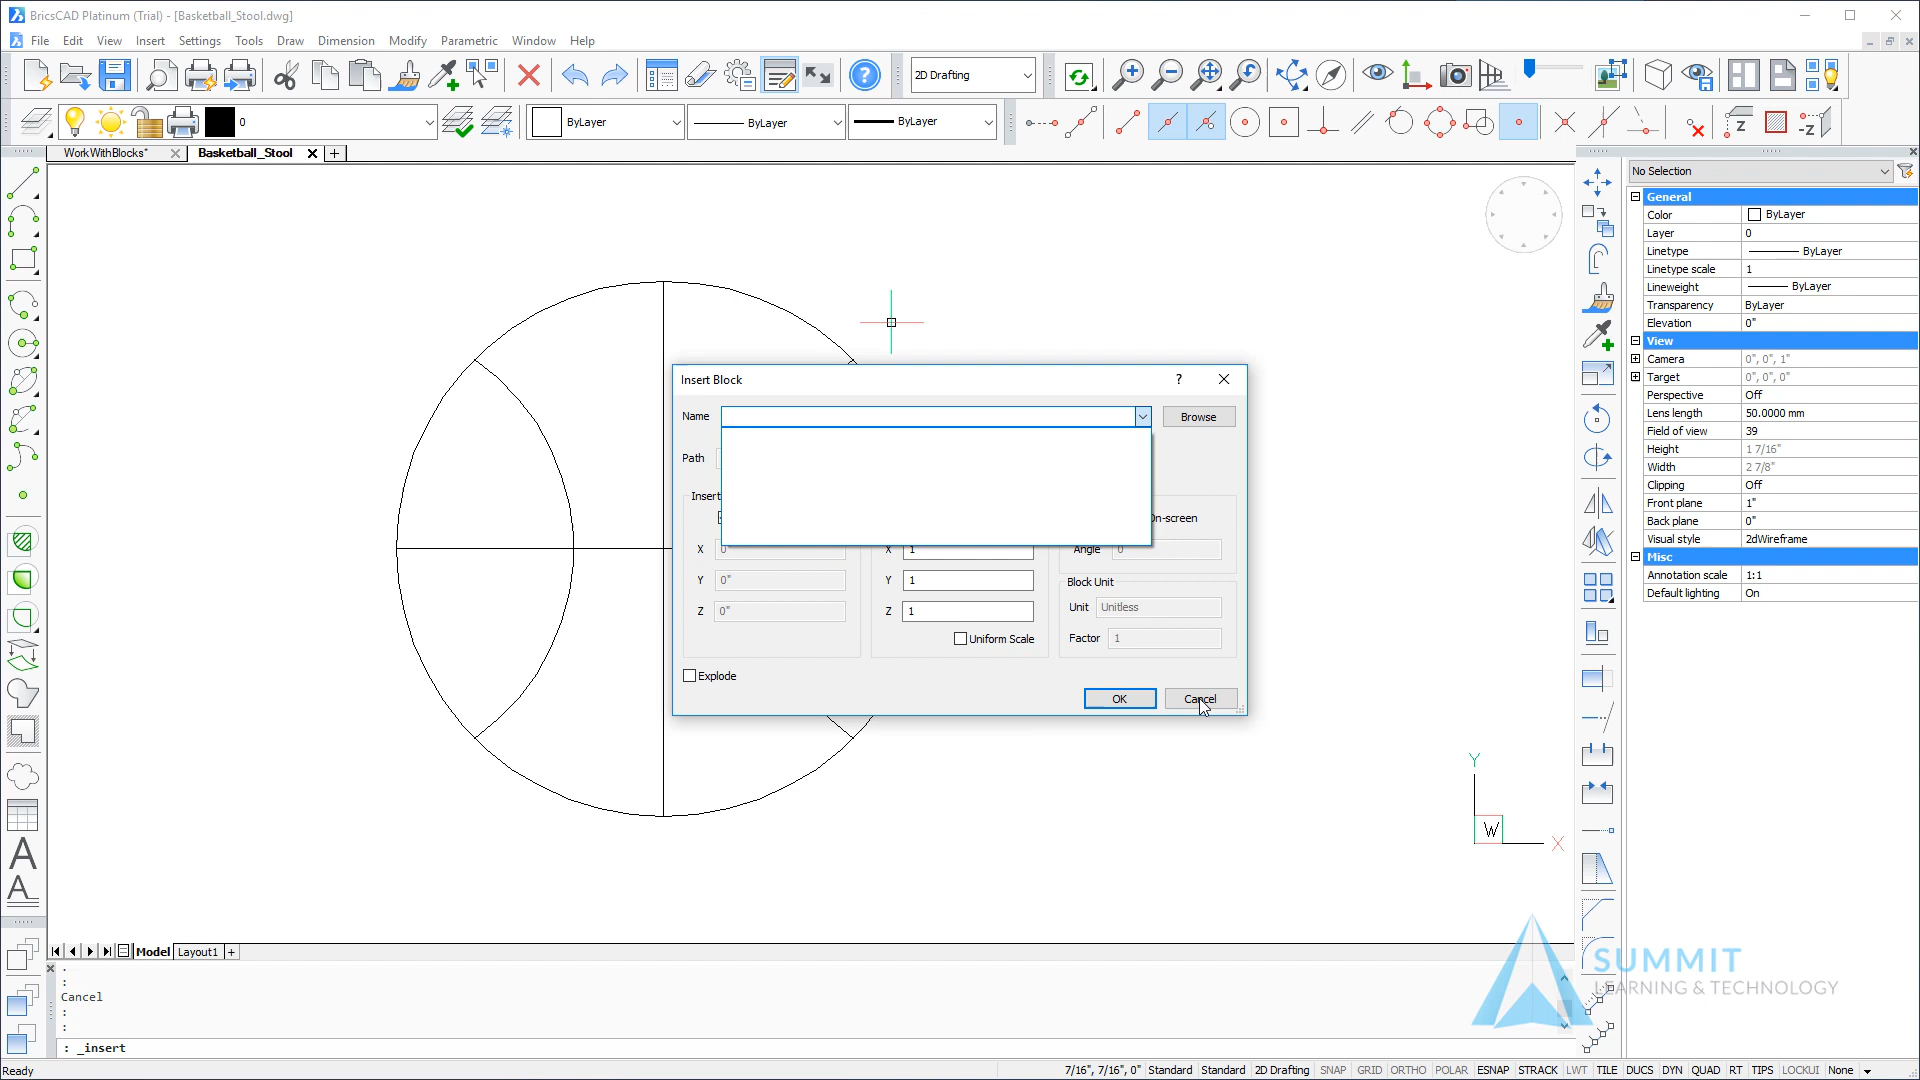 BricsCAD Platinum (Trial) - [Basketball_Stool.dwg]
File Edit View Insert Settings Tools Draw Dimension Modify Parametric Window Help
2D Drafting
0 ByLayer ByLayer ByLayer
WorkWithBlocks* Basketball_Stool
No Selection
General
Color ByLayer
Layer 0
Linetype ByLayer
Linetype scale 1
Lineweight ByLayer
Transparency ByLayer
Elevation 0"
View
Camera 0", 0", 1"
Target 0", 0", 0"
Perspective Off
Lens length 50.0000 mm
Field of view 39
Height 1 7/16"
Width 2 7/8"
Clipping Off
Front plane 1"
Back plane 0"
Visual style 2dWireframe
Misc
Annotation scale 1:1
Default lighting On
Insert Block
Name Browse
Path
Insert
On-screen
X 0" X 1 Angle 0
Y 0" Y 1 Block Unit
Z 0" Z 1 Unit Unitless
Uniform Scale Factor 1
Explode
OK Cancel
Y
W X
Model Layout1 +
:
:
Cancel
:
:
: _insert
SUMMIT
LEARNING & TECHNOLOGY
Ready 7/16", 7/16", 0" Standard Standard 2D Drafting SNAP GRID ORTHO POLAR ESNAP STRACK LWT TILE DUCS DYN QUAD RT TIPS LOCKUI None